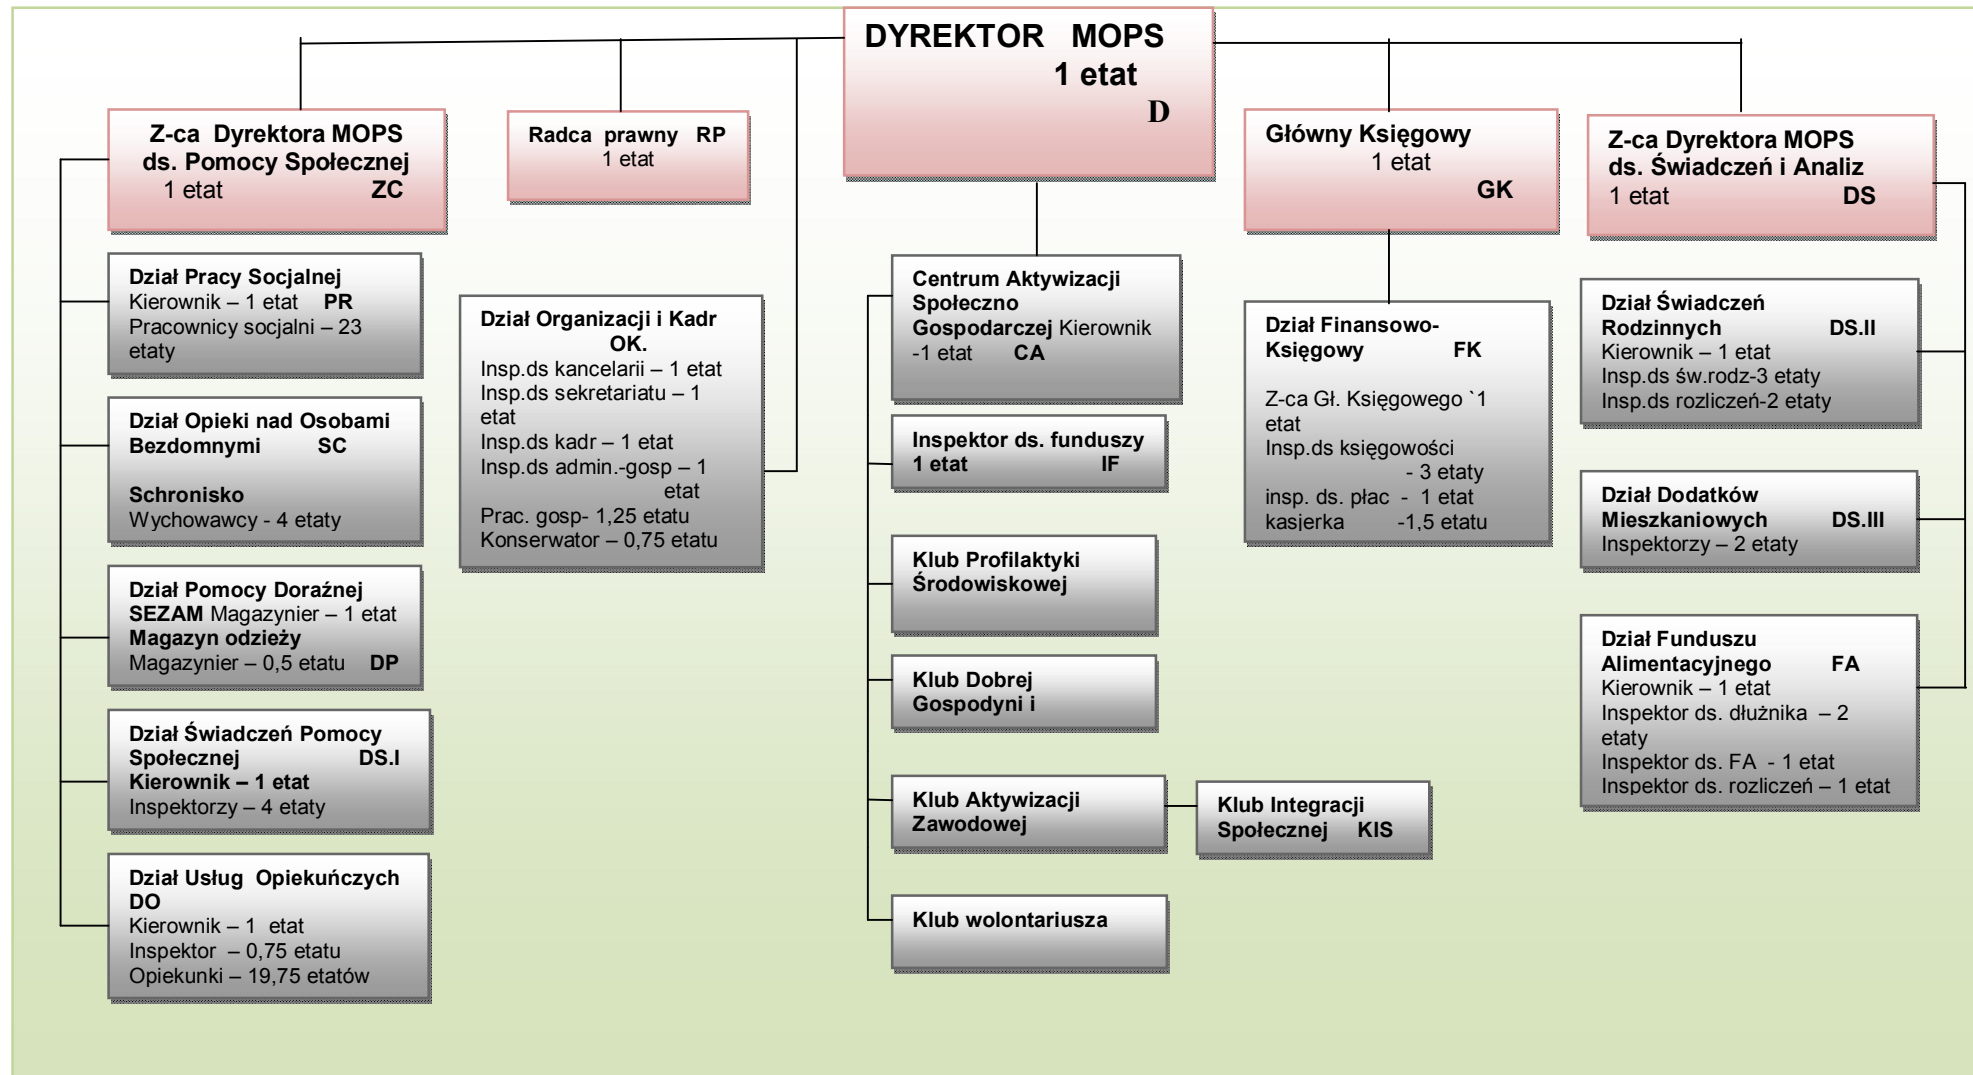 DYREKTOR MOPS
1 etat
D
Z-ca Dyrektora MOPS
ds. Pomocy Społecznej
1 etat ZC
Radca prawny RP
1 etat
Główny Księgowy
1 etat
GK
Z-ca Dyrektora MOPS
ds. Świadczeń i Analiz
1 etat DS
Dział Pracy Socjalnej
Kierownik – 1 etat PR
Pracownicy socjalni – 23
etaty
Dział Opieki nad Osobami
Bezdomnymi SC
Schronisko
Wychowawcy - 4 etaty
Dział Pomocy Doraźnej
SEZAM Magazynier – 1 etat
Magazyn odzieży
Magazynier – 0,5 etatu DP
Dział Świadczeń Pomocy
Społecznej DS.I
Kierownik – 1 etat
Inspektorzy – 4 etaty
Dział Usług Opiekuńczych
DO
Kierownik – 1 etat
Inspektor – 0,75 etatu
Opiekunki – 19,75 etatów
Dział Organizacji i Kadr
OK.
Insp.ds kancelarii – 1 etat
Insp.ds sekretariatu – 1
etat
Insp.ds kadr – 1 etat
Insp.ds admin.-gosp – 1
etat
Prac. gosp- 1,25 etatu
Konserwator – 0,75 etatu
Centrum Aktywizacji
Społeczno
Gospodarczej Kierownik
-1 etat CA
Inspektor ds. funduszy
1 etat IF
Klub Profilaktyki
Środowiskowej
Klub Dobrej
Gospodyni i
Klub Aktywizacji
Zawodowej
Klub Integracji
Społecznej KIS
Klub wolontariusza
Dział Finansowo-
Księgowy FK
Z-ca Gł. Księgowego `1
etat
Insp.ds księgowości
- 3 etaty
insp. ds. płac - 1 etat
kasjerka -1,5 etatu
Dział Świadczeń
Rodzinnych DS.II
Kierownik – 1 etat
Insp.ds św.rodz-3 etaty
Insp.ds rozliczeń-2 etaty
Dział Dodatków
Mieszkaniowych DS.III
Inspektorzy – 2 etaty
Dział Funduszu
Alimentacyjnego FA
Kierownik – 1 etat
Inspektor ds. dłużnika – 2
etaty
Inspektor ds. FA - 1 etat
Inspektor ds. rozliczeń – 1 etat